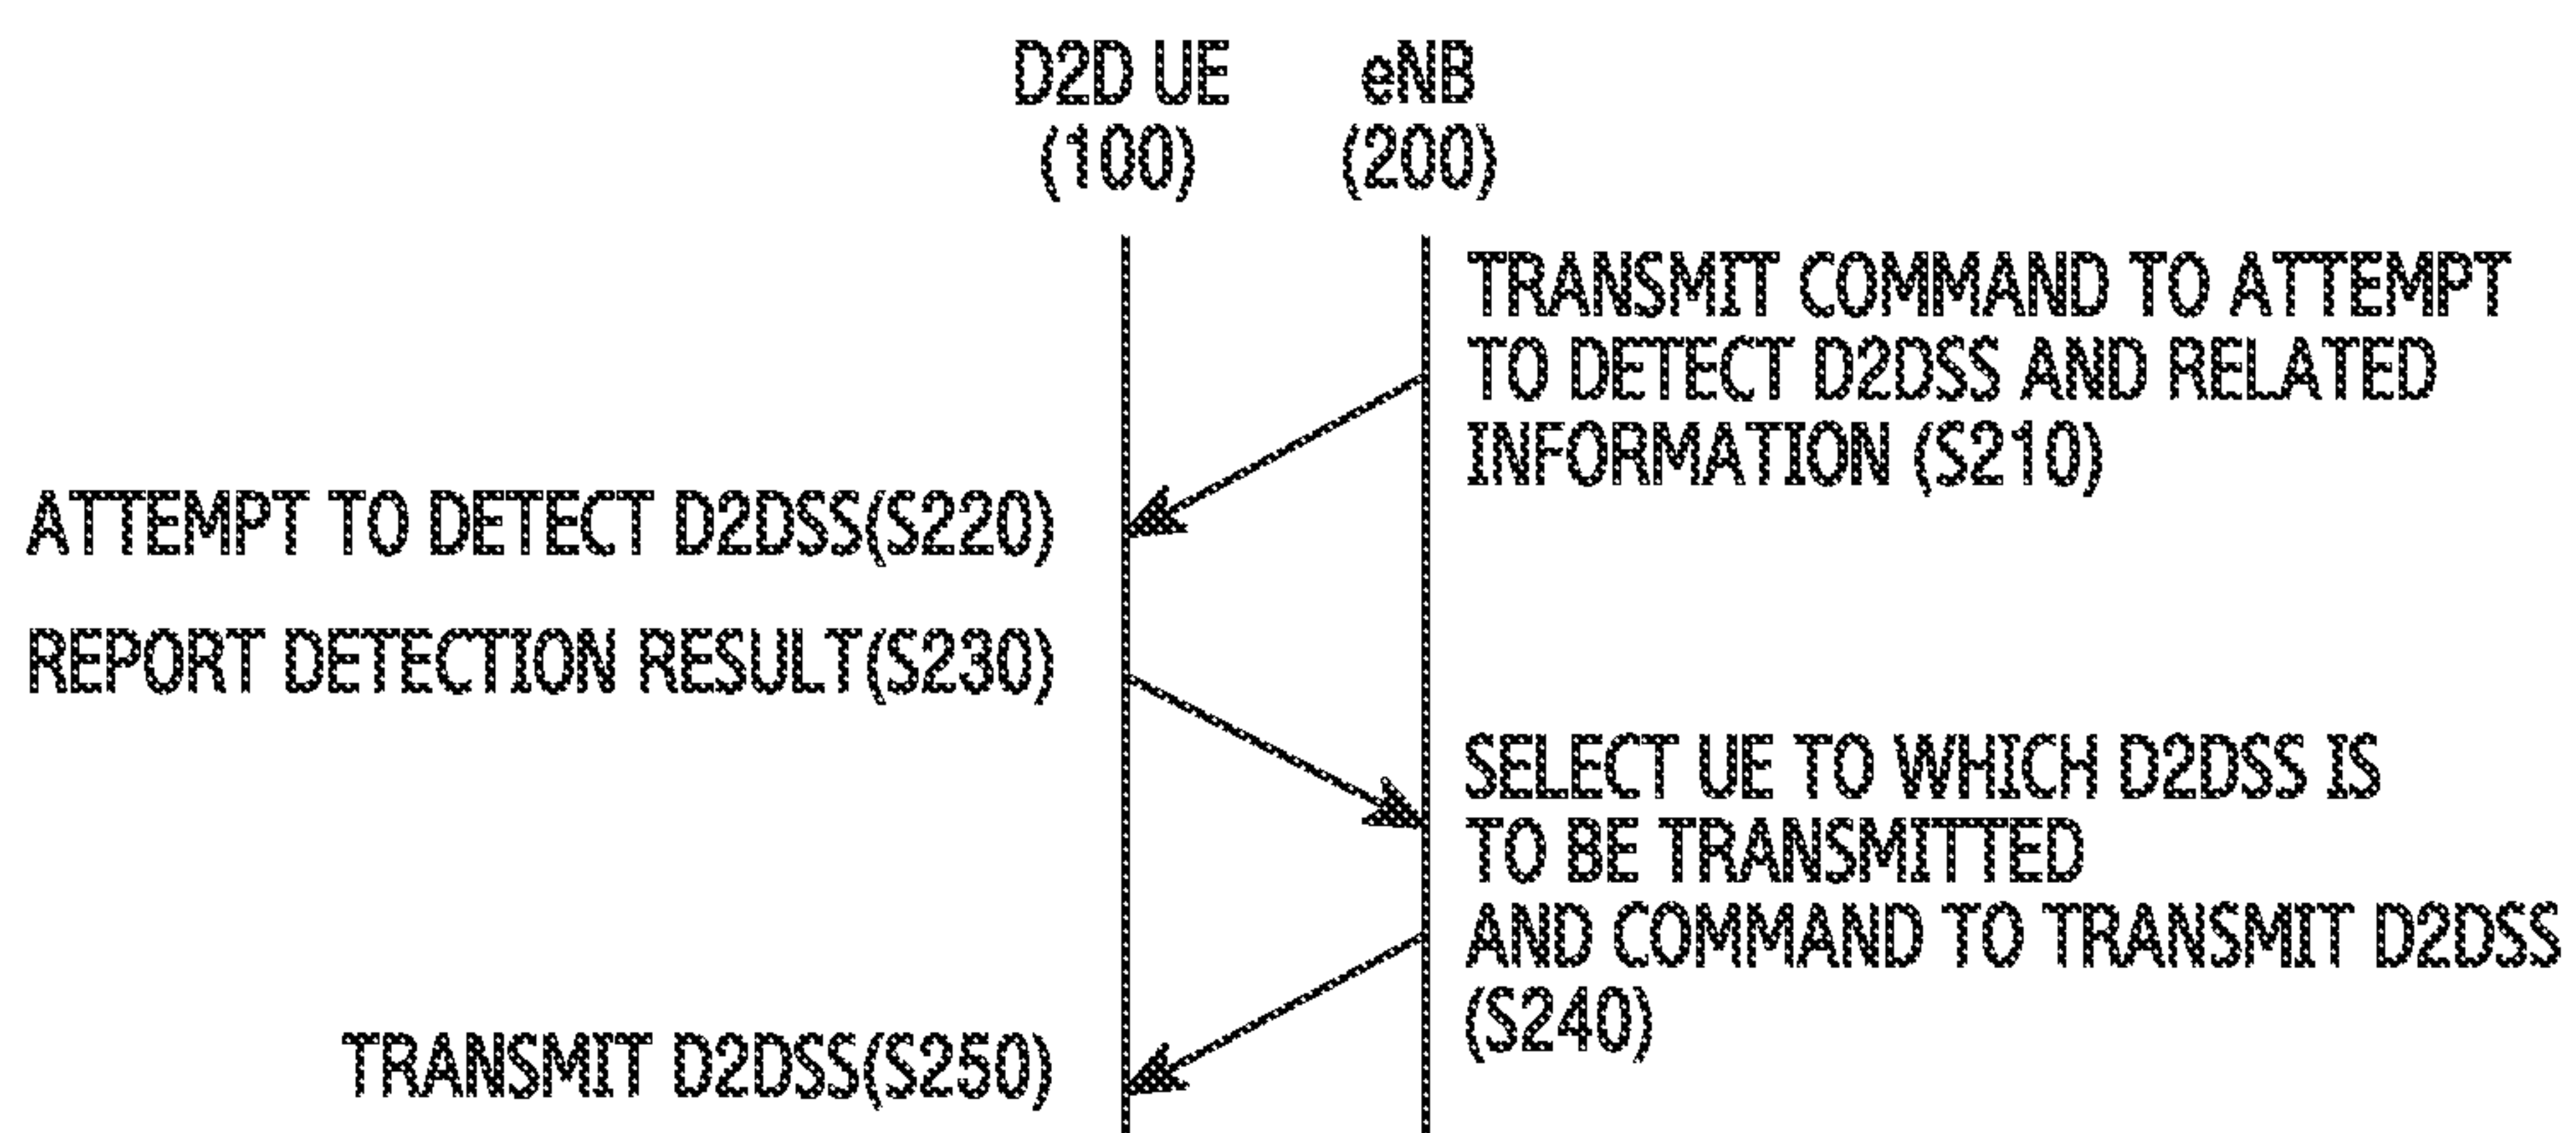 D2D UE
(100)
eNB
(200)
TRANSMIT COMMAND TO ATTEMPT
TO DETECT D2DSS AND RELATED
INFORMATION (S210)
ATTEMPT TO DETECT D2DSS(S220)
REPORT DETECTION RESULT(S230)
SELECT UE TO WHICH D2DSS IS
TO BE TRANSMITTED
AND COMMAND TO TRANSMIT D2DSS
(S240)
TRANSMIT D2DSS(S250)